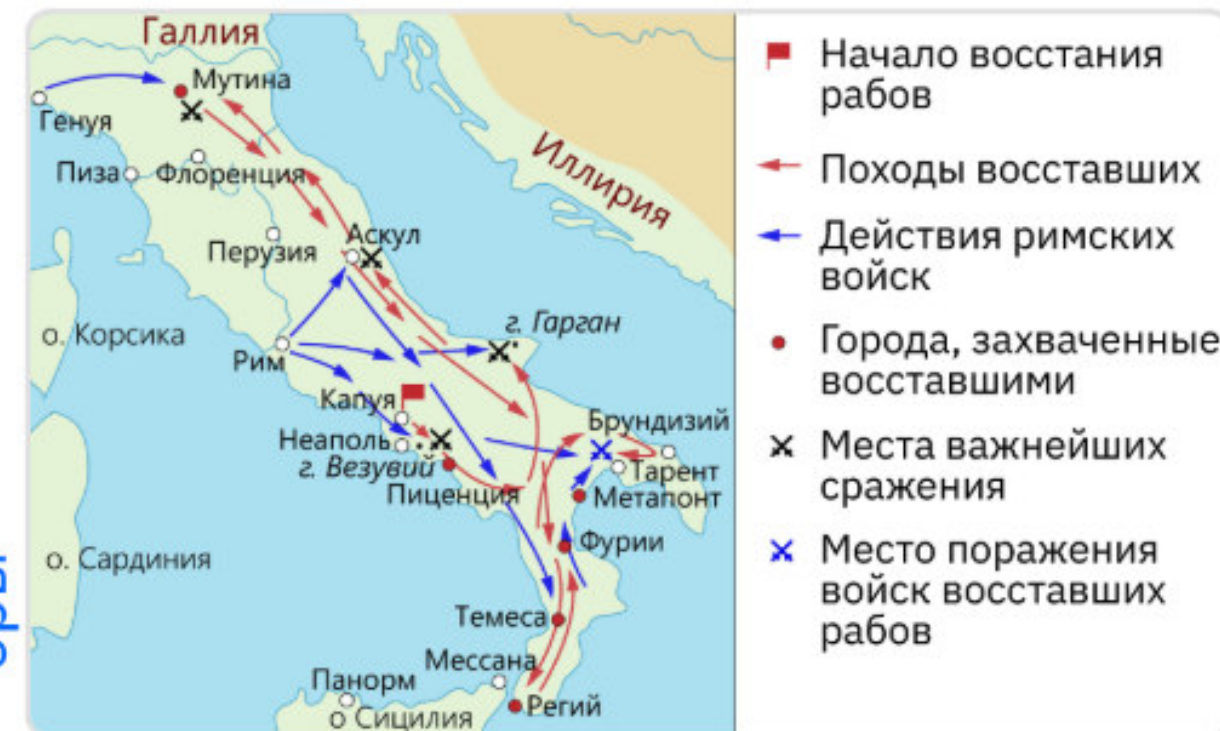 Галлия
Мутина
Генуя
Пиза
Флоренция
Иллирия
Перузия
Аскул
о. Корсика
г. Гарган
Рим
Капуя
Брундизий
Неаполь
г. Везувий
Тарент
Пиценция
Метапонт
о. Сардиния
Фурии
Темеса
Мессана
Панорм
Регий
о Сицилия
Начало восстания
рабов
Походы восставших
Действия римских
войск
Города, захваченные
восставшими
Места важнейших
сражения
Место поражения
войск восставших
рабов